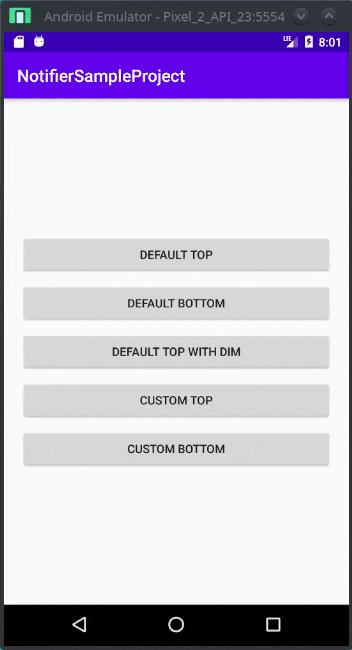 Android Emulator - Pixel_2_API_23:5554
LTE 8:01
NotifierSampleProject
DEFAULT TOP
DEFAULT BOTTOM
DEFAULT TOP WITH DIM
CUSTOM TOP
CUSTOM BOTTOM